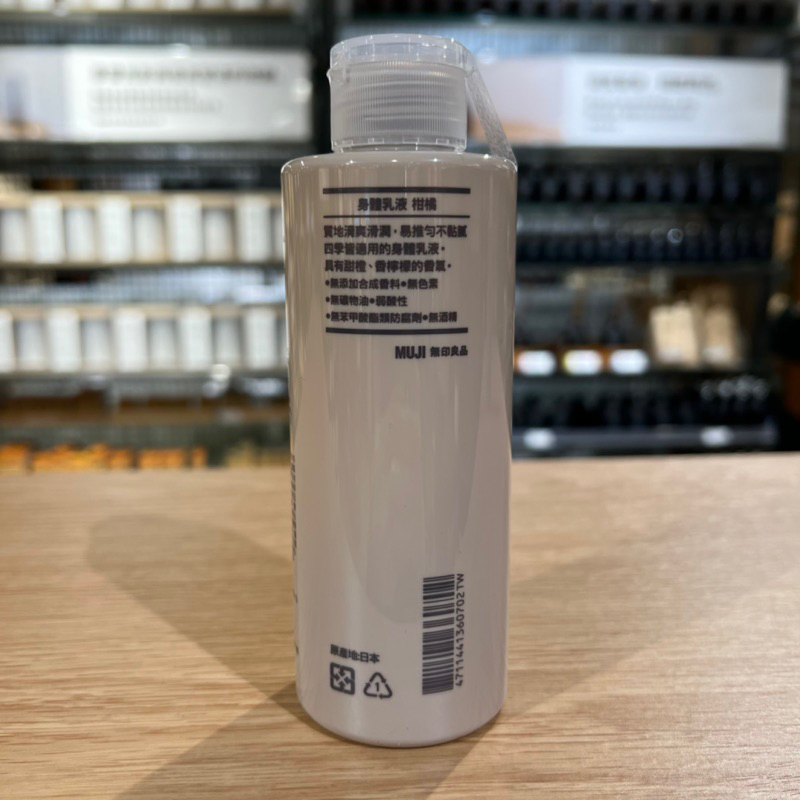 身體乳液 柑橘
質地清爽滑潤，易推勻不黏膩
四季皆適用的身體乳液。
具有甜橙、香檸檬的香氣。
●無添加合成香料●無色素
●無礦物油●弱酸性
●無苯甲酸酯類防腐劑●無酒精
MUJI 無印良品
原產地:日本
1
4711441360702TW